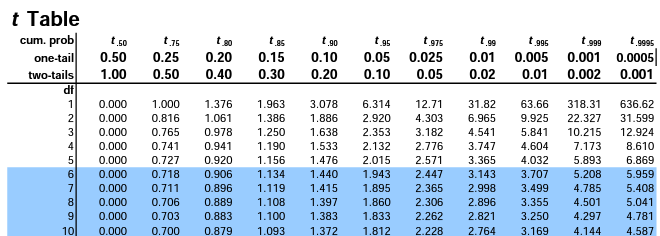 t Table
cum. prob t .50 t .75 t .80 t .85 t .90 t .95 t .975 t .99 t .995 t .999 t .9995
one-tail 0.50 0.25 0.20 0.15 0.10 0.05 0.025 0.01 0.005 0.001 0.0005
two-tails 1.00 0.50 0.40 0.30 0.20 0.10 0.05 0.02 0.01 0.002 0.001
df
1 0.000 1.000 1.376 1.963 3.078 6.314 12.71 31.82 63.66 318.31 636.62
2 0.000 0.816 1.061 1.386 1.886 2.920 4.303 6.965 9.925 22.327 31.599
3 0.000 0.765 0.978 1.250 1.638 2.353 3.182 4.541 5.841 10.215 12.924
4 0.000 0.741 0.941 1.190 1.533 2.132 2.776 3.747 4.604 7.173 8.610
5 0.000 0.727 0.920 1.156 1.476 2.015 2.571 3.365 4.032 5.893 6.869
6 0.000 0.718 0.906 1.134 1.440 1.943 2.447 3.143 3.707 5.208 5.959
7 0.000 0.711 0.896 1.119 1.415 1.895 2.365 2.998 3.499 4.785 5.408
8 0.000 0.706 0.889 1.108 1.397 1.860 2.306 2.896 3.355 4.501 5.041
9 0.000 0.703 0.883 1.100 1.383 1.833 2.262 2.821 3.250 4.297 4.781
10 0.000 0.700 0.879 1.093 1.372 1.812 2.228 2.764 3.169 4.144 4.587